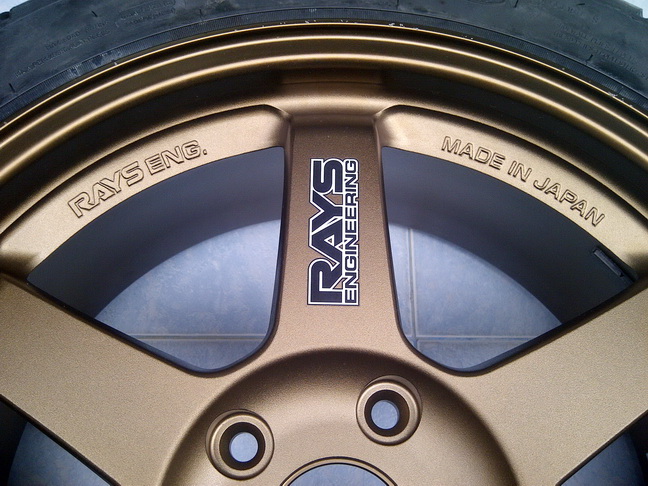 RAYS ENG.
RAYS
ENGINEERING
MADE IN JAPAN